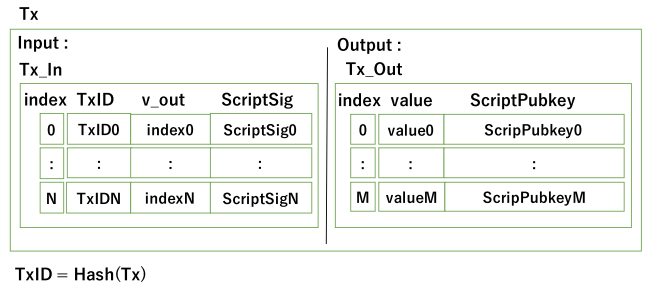 Tx
Input :
Tx_In
index TxID v_out ScriptSig
0 TxID0 index0 ScriptSig0
: : : :
N TxIDN indexN ScriptSigN
Output :
Tx_Out
index value ScriptPubkey
0 value0 ScripPubkey0
: : :
M valueM ScripPubkeyM
TxID = Hash(Tx)